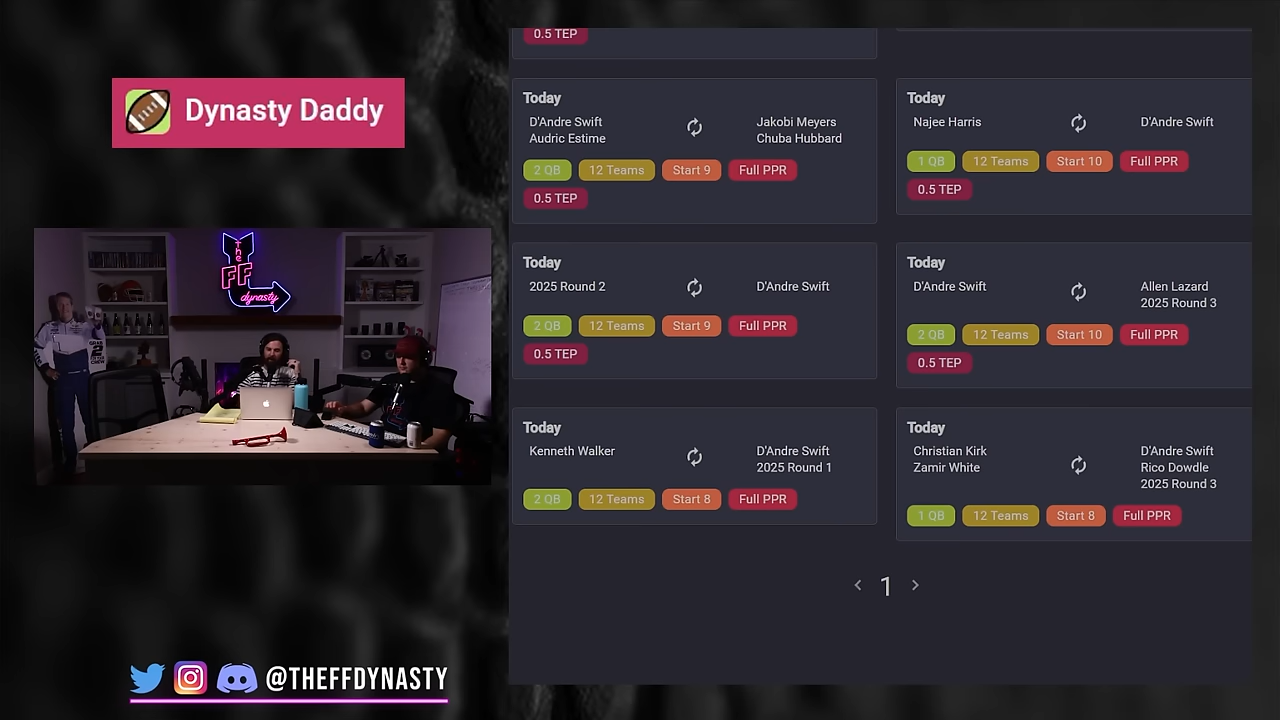 Dynasty Daddy
The
FF
dynasty
GRAB
2
@THEFFDYNASTY
0.5 TEP
Today
D'Andre Swift
Audric Estime
Jakobi Meyers
Chuba Hubbard
2 QB 12 Teams Start 9 Full PPR
0.5 TEP
Today
Najee Harris
D'Andre Swift
1 QB 12 Teams Start 10 Full PPR
0.5 TEP
Today
2025 Round 2
D'Andre Swift
2 QB 12 Teams Start 9 Full PPR
0.5 TEP
Today
D'Andre Swift
Allen Lazard
2025 Round 3
2 QB 12 Teams Start 10 Full PPR
0.5 TEP
Today
Kenneth Walker
D'Andre Swift
2025 Round 1
2 QB 12 Teams Start 8 Full PPR
Today
Christian Kirk
Zamir White
D'Andre Swift
Rico Dowdle
2025 Round 3
1 QB 12 Teams Start 8 Full PPR
1